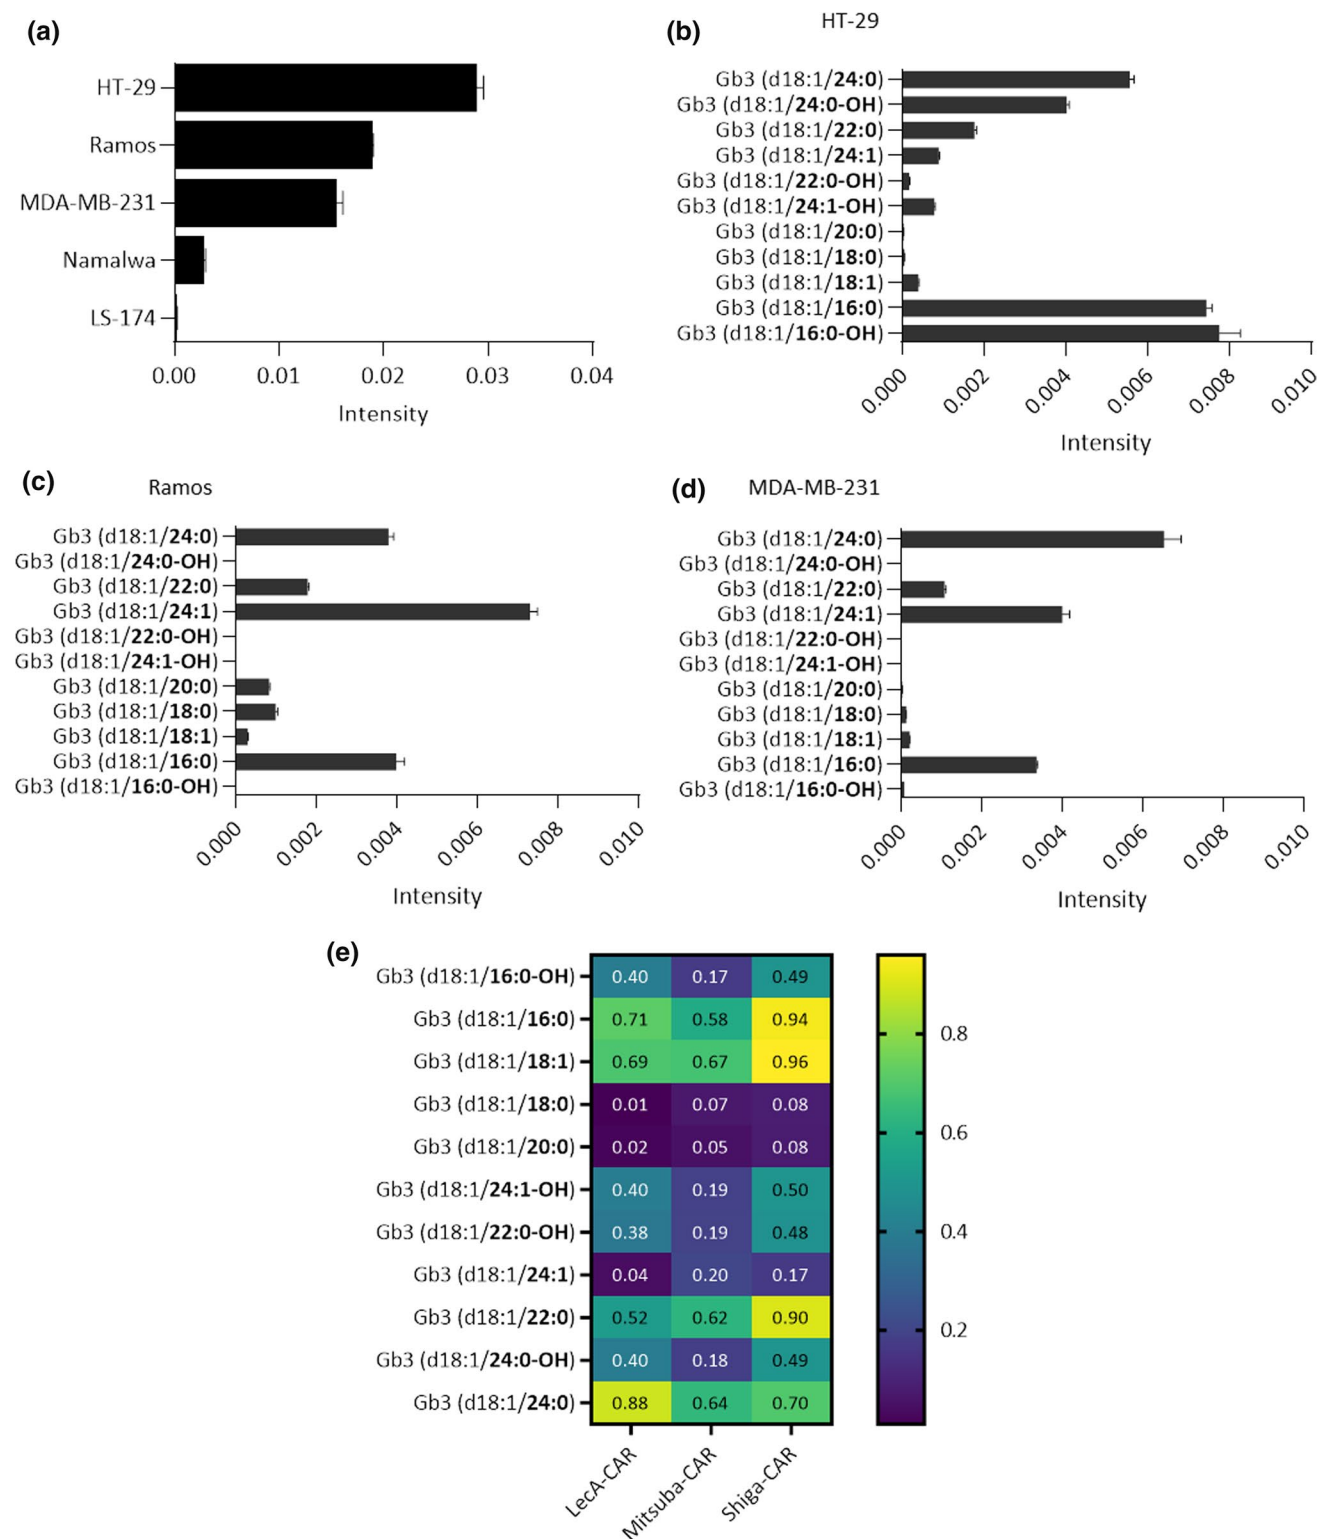 (a)
HT-29
Ramos
MDA-MB-231
Namalwa
LS-174
0.00 0.01 0.02 0.03 0.04
Intensity
(b)
HT-29
Gb3 (d18:1/24:0)
Gb3 (d18:1/24:0-OH)
Gb3 (d18:1/22:0)
Gb3 (d18:1/24:1)
Gb3 (d18:1/22:0-OH)
Gb3 (d18:1/24:1-OH)
Gb3 (d18:1/20:0)
Gb3 (d18:1/18:0)
Gb3 (d18:1/18:1)
Gb3 (d18:1/16:0)
Gb3 (d18:1/16:0-OH)
0.000 0.002 0.004 0.006 0.008 0.010
Intensity
(c)
Ramos
Gb3 (d18:1/24:0)
Gb3 (d18:1/24:0-OH)
Gb3 (d18:1/22:0)
Gb3 (d18:1/24:1)
Gb3 (d18:1/22:0-OH)
Gb3 (d18:1/24:1-OH)
Gb3 (d18:1/20:0)
Gb3 (d18:1/18:0)
Gb3 (d18:1/18:1)
Gb3 (d18:1/16:0)
Gb3 (d18:1/16:0-OH)
0.000 0.002 0.004 0.006 0.008 0.010
Intensity
(d)
MDA-MB-231
Gb3 (d18:1/24:0)
Gb3 (d18:1/24:0-OH)
Gb3 (d18:1/22:0)
Gb3 (d18:1/24:1)
Gb3 (d18:1/22:0-OH)
Gb3 (d18:1/24:1-OH)
Gb3 (d18:1/20:0)
Gb3 (d18:1/18:0)
Gb3 (d18:1/18:1)
Gb3 (d18:1/16:0)
Gb3 (d18:1/16:0-OH)
0.000 0.002 0.004 0.006 0.008 0.010
Intensity
(e)
Gb3 (d18:1/16:0-OH) 0.40 0.17 0.49
Gb3 (d18:1/16:0) 0.71 0.58 0.94
Gb3 (d18:1/18:1) 0.69 0.67 0.96
Gb3 (d18:1/18:0) 0.01 0.07 0.08
Gb3 (d18:1/20:0) 0.02 0.05 0.08
Gb3 (d18:1/24:1-OH) 0.40 0.19 0.50
Gb3 (d18:1/22:0-OH) 0.38 0.19 0.48
Gb3 (d18:1/24:1) 0.04 0.20 0.17
Gb3 (d18:1/22:0) 0.52 0.62 0.90
Gb3 (d18:1/24:0-OH) 0.40 0.18 0.49
Gb3 (d18:1/24:0) 0.88 0.64 0.70
LecA-CAR Mitsuba-CAR Shiga-CAR
0.8
0.6
0.4
0.2